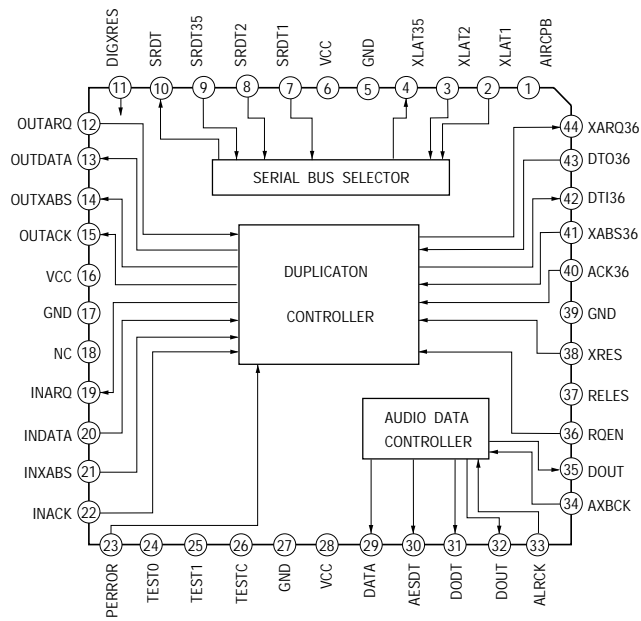 DIGXRES
SRDT
SRDT35
SRDT2
SRDT1
VCC
GND
XLAT35
XLAT2
XLAT1
AIRCPB
11
10
9
8
7
6
5
4
3
2
1
OUTARQ 12
OUTDATA 13
OUTXABS 14
OUTACK 15
VCC 16
GND 17
NC 18
INARQ 19
INDATA 20
INXABS 21
INACK 22
SERIAL BUS SELECTOR
DUPLICATON
CONTROLLER
AUDIO DATA
CONTROLLER
44 XARQ36
43 DTO36
42 DTI36
41 XABS36
40 ACK36
39 GND
38 XRES
37 RELES
36 RQEN
35 DOUT
34 AXBCK
23
24
25
26
27
28
29
30
31
32
33
PERROR
TEST0
TEST1
TESTC
GND
VCC
DATA
AESDT
DODT
DOUT
ALRCK